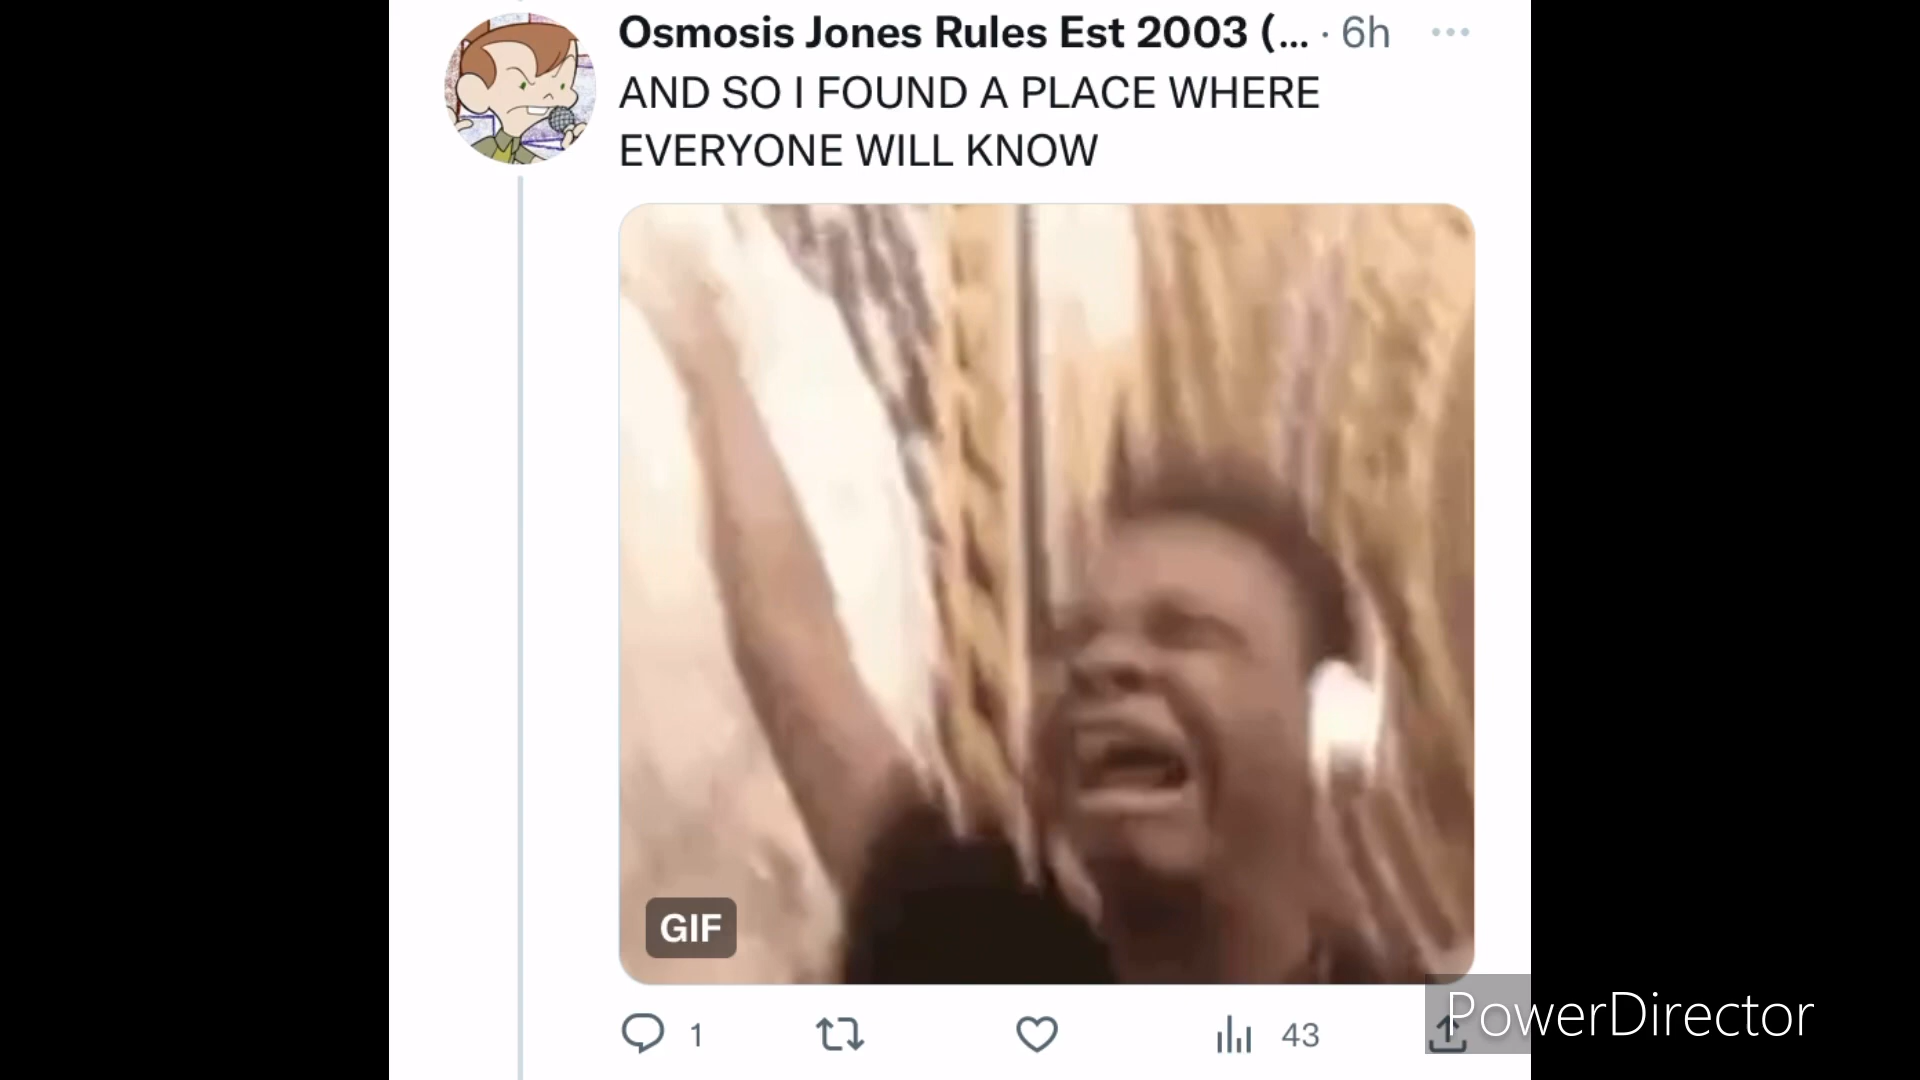 Osmosis Jones Rules Est 2003 (... · 6h
AND SO I FOUND A PLACE WHERE
EVERYONE WILL KNOW
GIF
1
43
PowerDirector